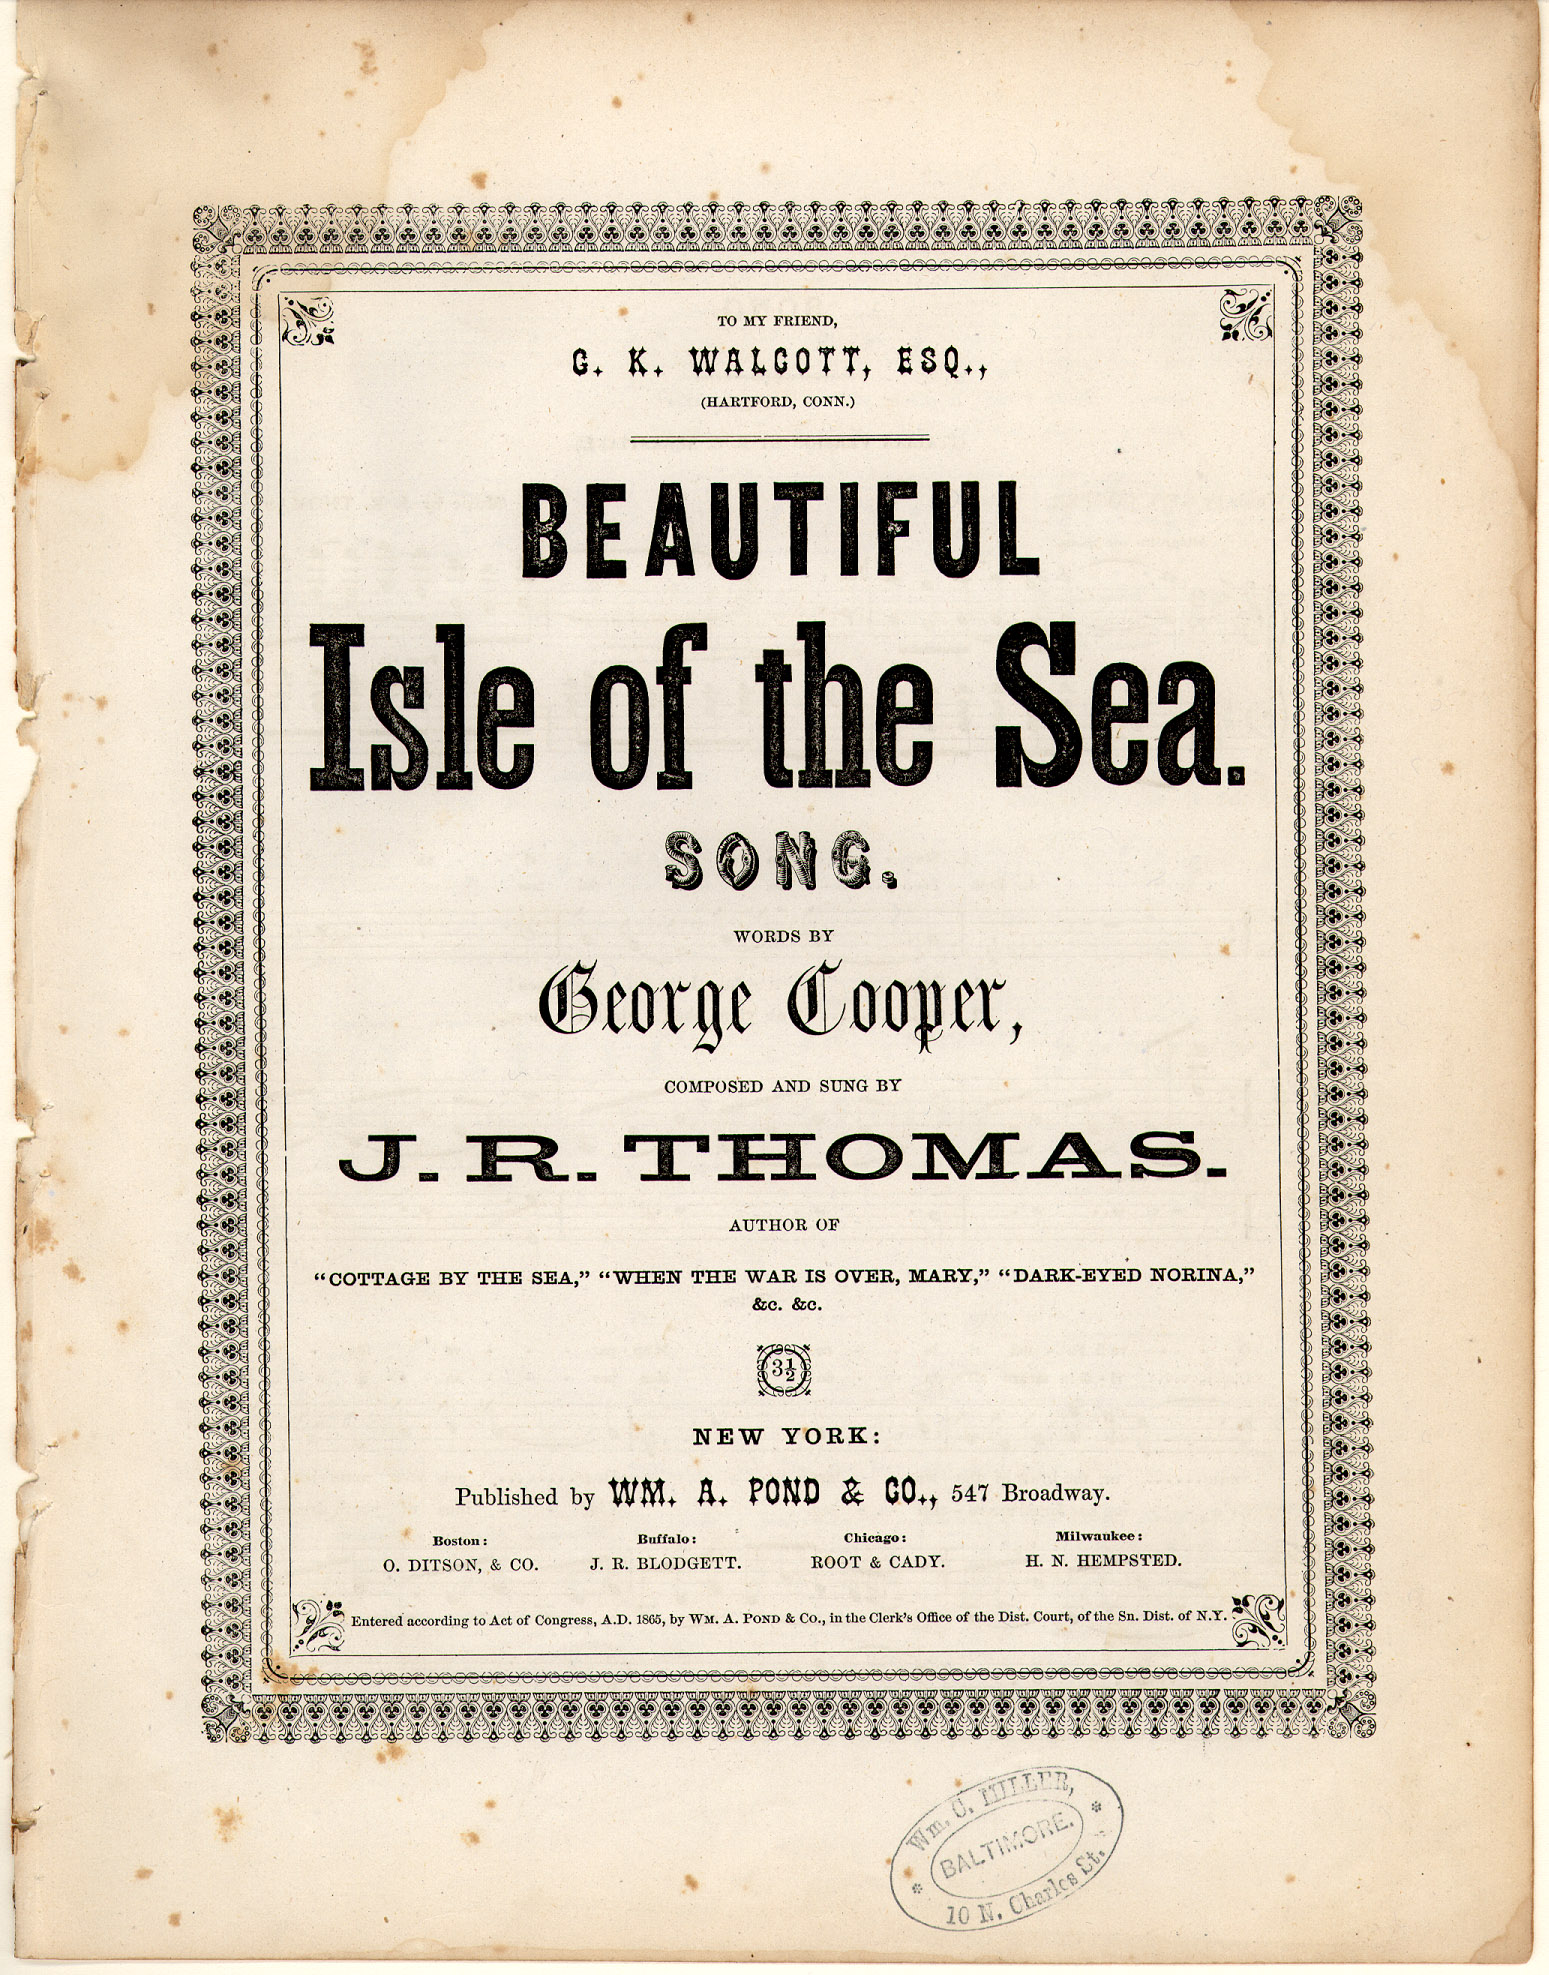 TO MY FRIEND,
G. K. WALCOTT, ESQ.,
(HARTFORD, CONN.)
BEAUTIFUL
Isle of the Sea.
SONG.
WORDS BY
George Cooper,
COMPOSED AND SUNG BY
J. R. THOMAS.
AUTHOR OF
“COTTAGE BY THE SEA,” “WHEN THE WAR IS OVER, MARY,” “DARK-EYED NORINA,”
&c. &c.
3½
NEW YORK:
Published by WM. A. POND & CO., 547 Broadway.
Boston: Buffalo: Chicago: Milwaukee:
O. DITSON, & CO. J. R. BLODGETT. ROOT & CADY. H. N. HEMPSTED.
Entered according to Act of Congress, A.D. 1865, by WM. A. POND & CO., in the Clerk's Office of the Dist. Court, of the Sn. Dist. of N.Y.
Wm. C. MILLER,
BALTIMORE.
10 N. Charles St.